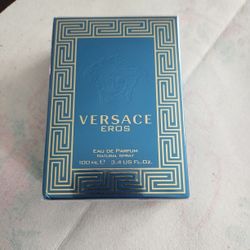 VERSACE
EROS
EAU DE PARFUM
NATURAL SPRAY
100 ML ℮ 3.4 US FL.OZ.